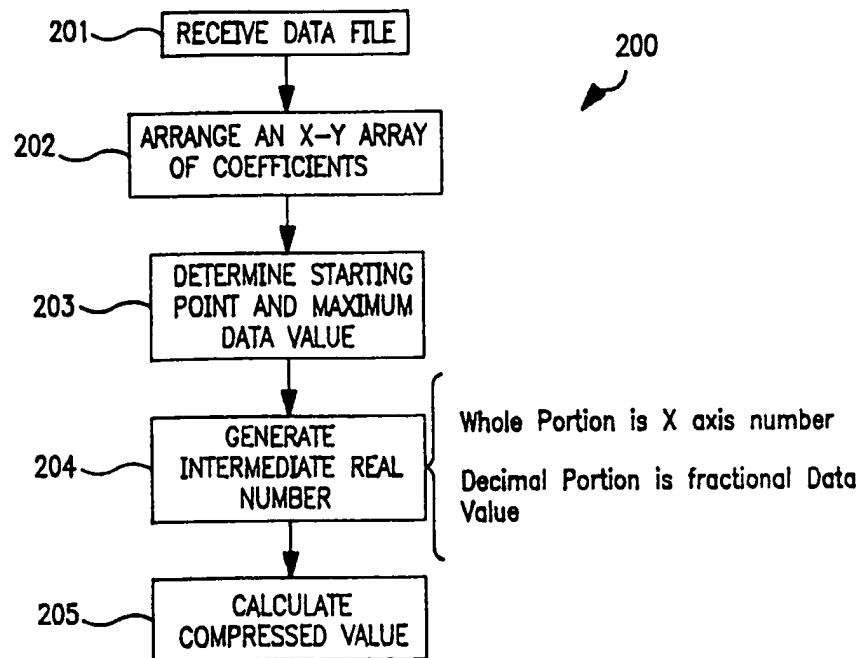 201
RECEIVE DATA FILE
200
202
ARRANGE AN X-Y ARRAY
OF COEFFICIENTS
203
DETERMINE STARTING
POINT AND MAXIMUM
DATA VALUE
204
GENERATE
INTERMEDIATE REAL
NUMBER
Whole Portion is X axis number
Decimal Portion is fractional Data
Value
205
CALCULATE
COMPRESSED VALUE